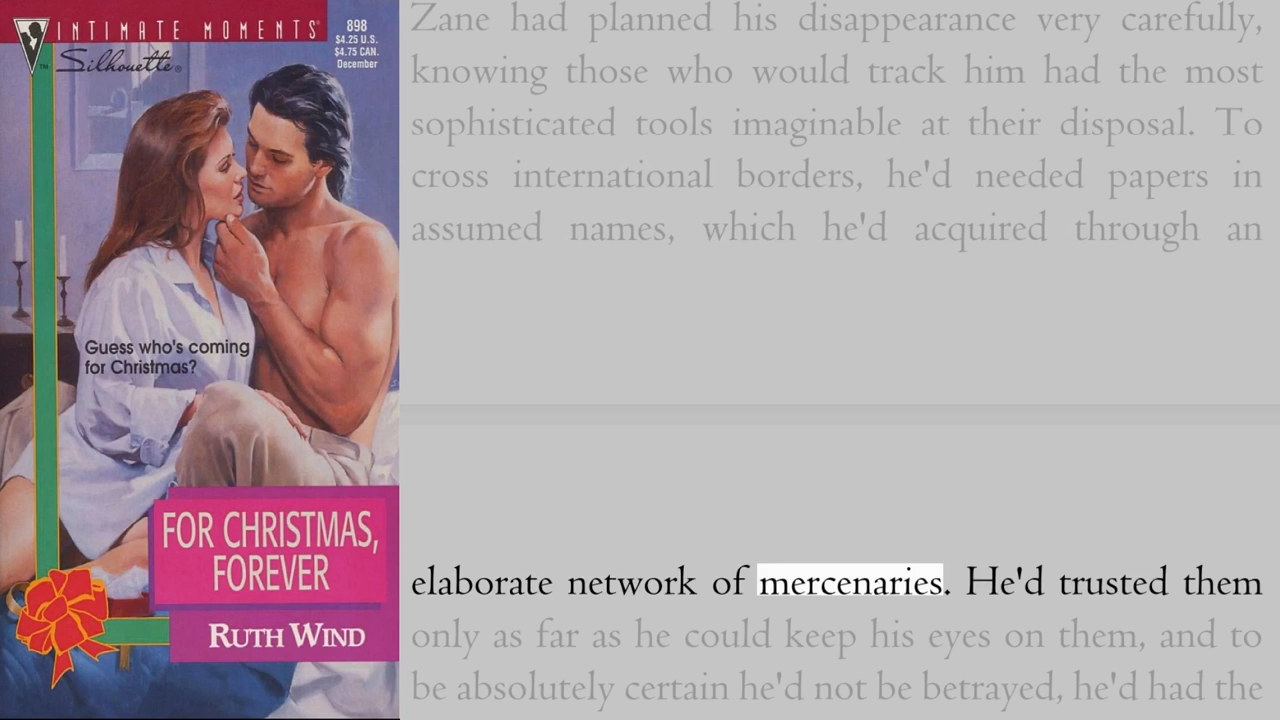 INTIMATE MOMENTS®
898
$4.25 U.S.
$4.75 CAN.
December
™
Silhouette®
Guess who's coming
for Christmas?
FOR CHRISTMAS,
FOREVER
RUTH WIND
Zane had planned his disappearance very carefully,
knowing those who would track him had the most
sophisticated tools imaginable at their disposal. To
cross international borders, he'd needed papers in
assumed names, which he'd acquired through an
elaborate network of mercenaries. He'd trusted them
only as far as he could keep his eyes on them, and to
be absolutely certain he'd not be betrayed, he'd had the